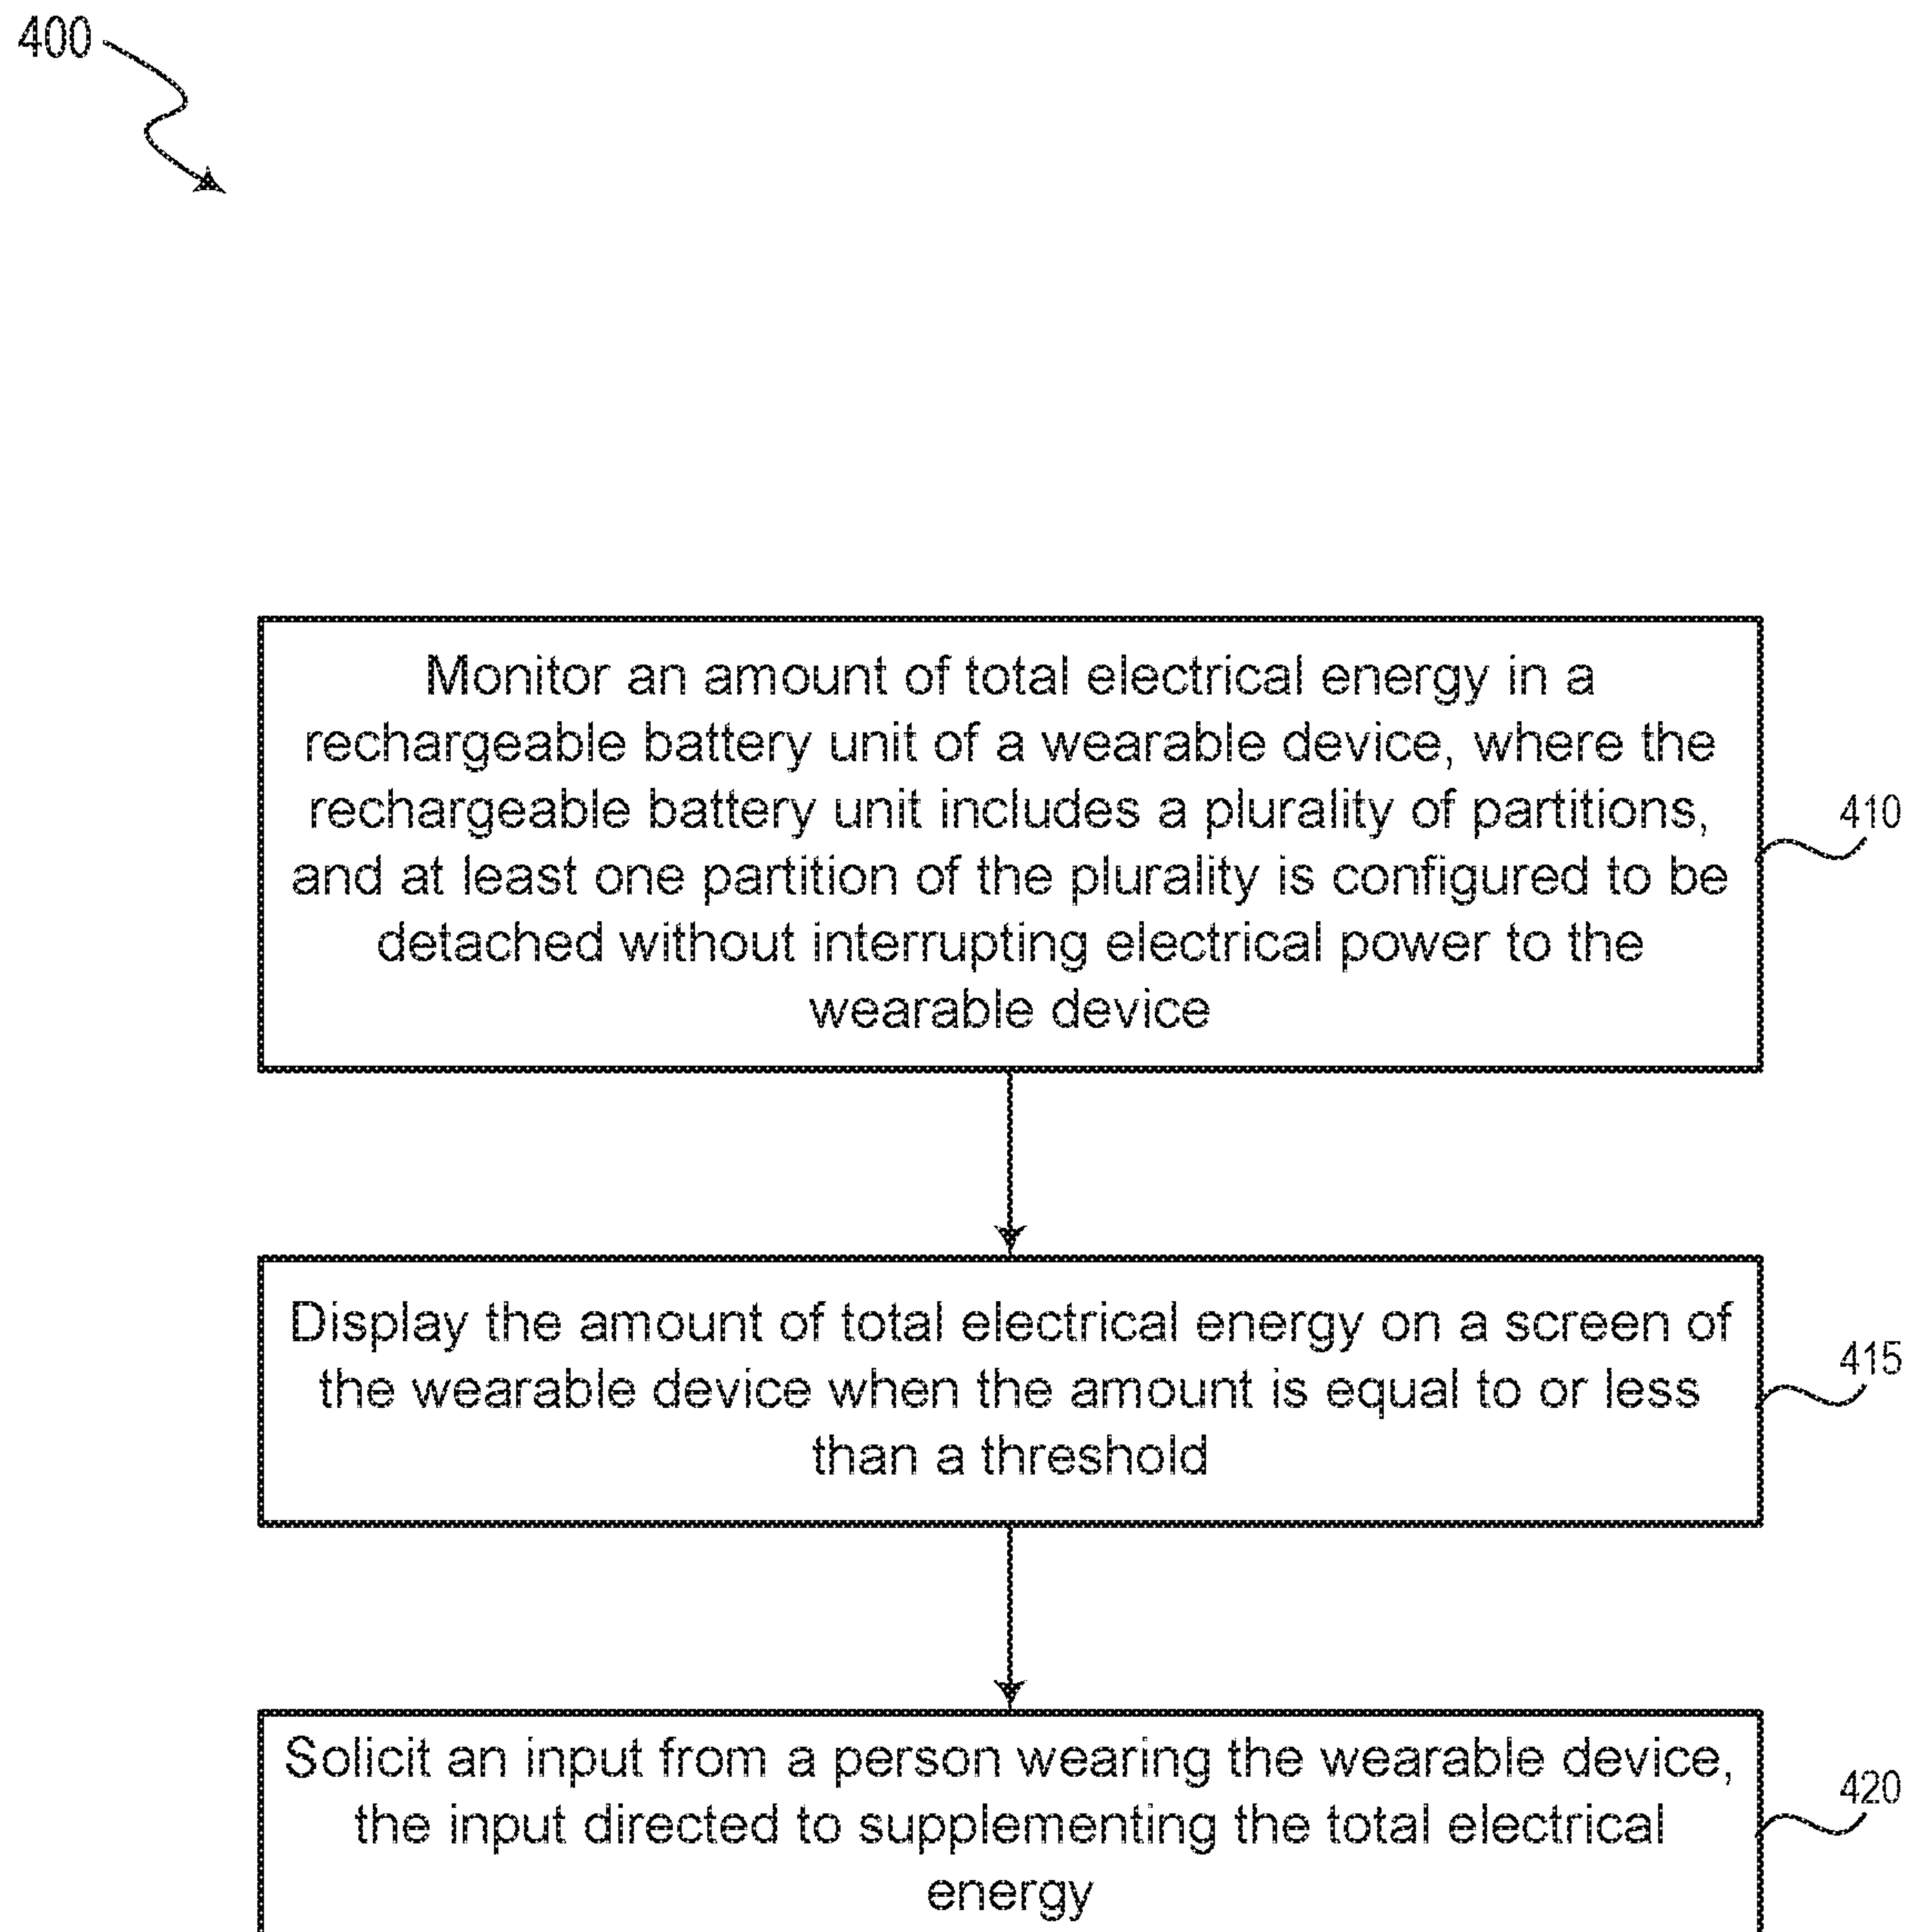 400
Monitor an amount of total electrical energy in a
rechargeable battery unit of a wearable device, where the
rechargeable battery unit includes a plurality of partitions,
and at least one partition of the plurality is configured to be
detached without interrupting electrical power to the
wearable device
410
Display the amount of total electrical energy on a screen of
the wearable device when the amount is equal to or less
than a threshold
415
Solicit an input from a person wearing the wearable device,
the input directed to supplementing the total electrical
energy
420